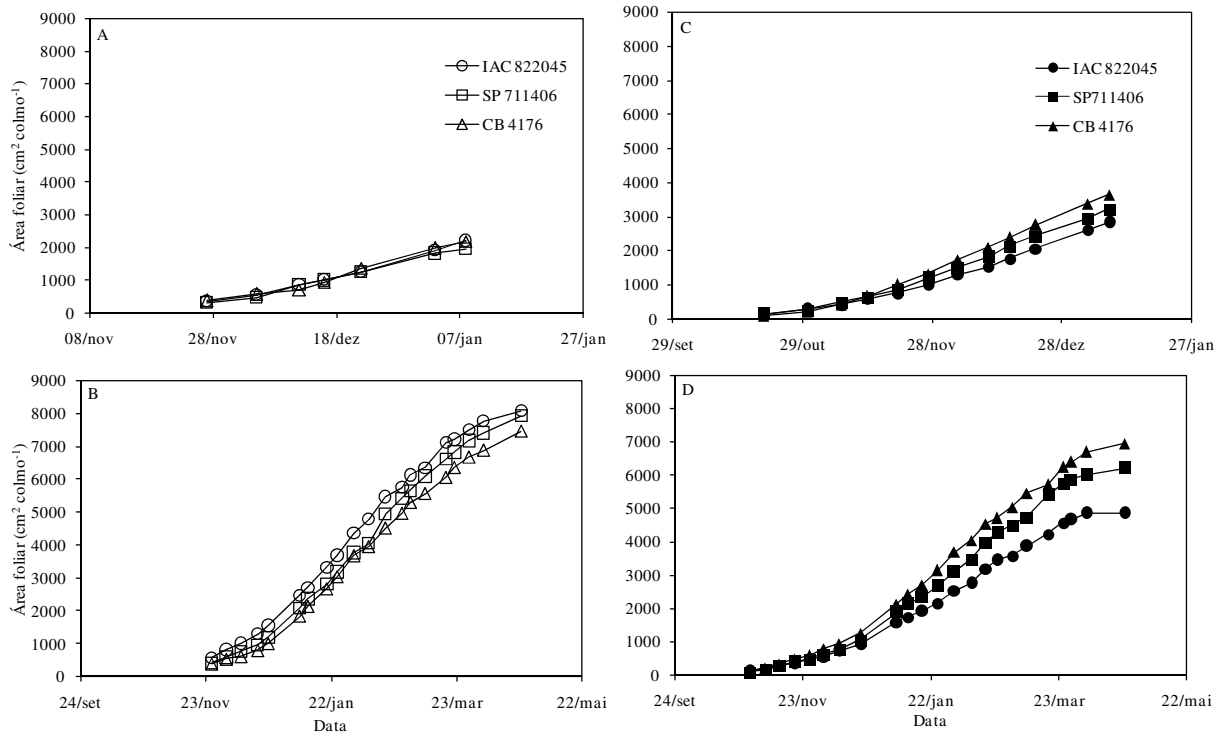 A
Área foliar (cm² colmo⁻¹)
9000
8000
7000
6000
5000
4000
3000
2000
1000
0
08/nov
28/nov
18/dez
07/jan
27/jan
IAC 822045
SP 711406
CB 4176
C
9000
8000
7000
6000
5000
4000
3000
2000
1000
0
29/set
29/out
28/nov
28/dez
27/jan
IAC 822045
SP711406
CB 4176
B
Área foliar (cm² colmo⁻¹)
9000
8000
7000
6000
5000
4000
3000
2000
1000
0
24/set
23/nov
22/jan
23/mar
22/mai
Data
D
9000
8000
7000
6000
5000
4000
3000
2000
1000
0
24/set
23/nov
22/jan
23/mar
22/mai
Data